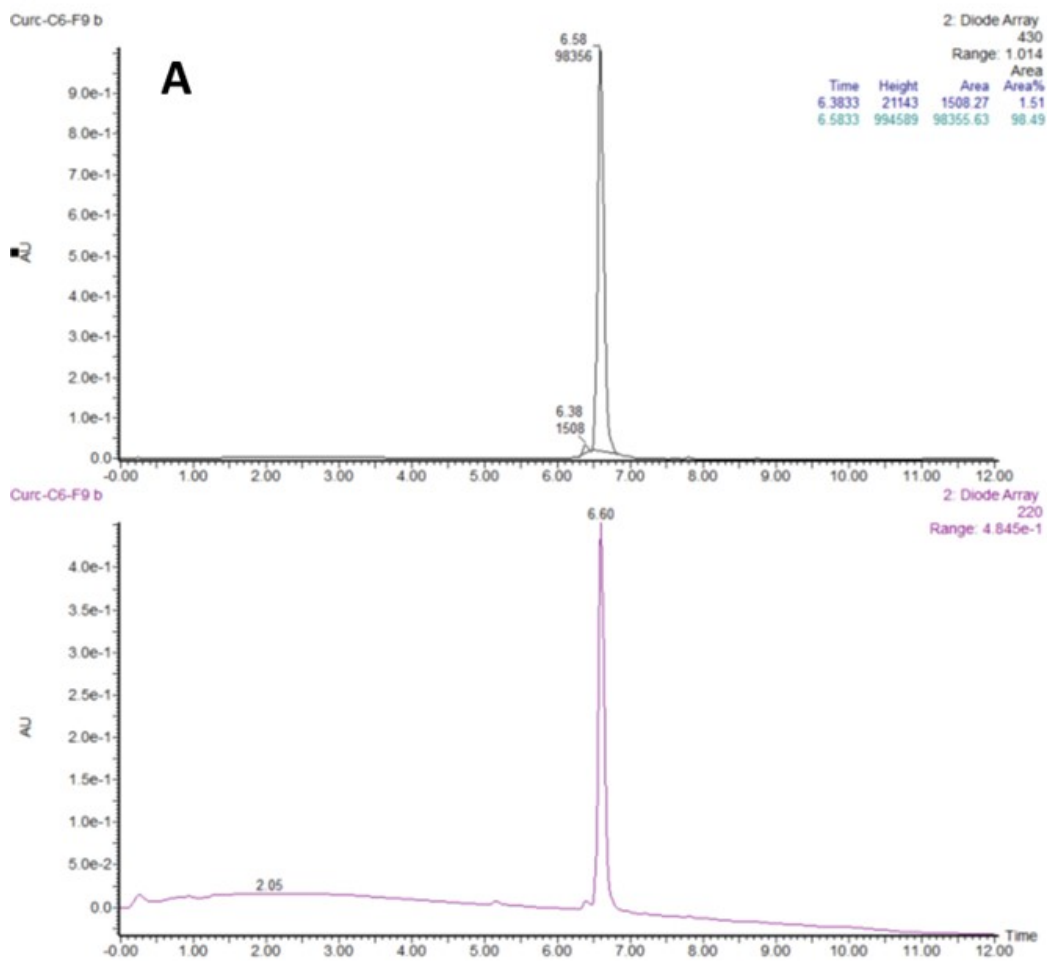 Curc-C6-F9 b
2: Diode Array
430
Range: 1.014
Area
Time Height Area Area%
6.3833 21143 1508.27 1.51
6.5833 994589 98355.63 98.49
A
6.58
98356
9.0e-1
8.0e-1
7.0e-1
6.0e-1
5.0e-1
AU
4.0e-1
3.0e-1
2.0e-1
1.0e-1
6.38
1508
0.0
-0.00 1.00 2.00 3.00 4.00 5.00 6.00 7.00 8.00 9.00 10.00 11.00 12.00
Curc-C6-F9 b
2: Diode Array
220
Range: 4.845e-1
6.60
4.0e-1
3.5e-1
3.0e-1
2.5e-1
AU
2.0e-1
1.5e-1
1.0e-1
5.0e-2
2.05
0.0
-0.00 1.00 2.00 3.00 4.00 5.00 6.00 7.00 8.00 9.00 10.00 11.00 12.00 Time